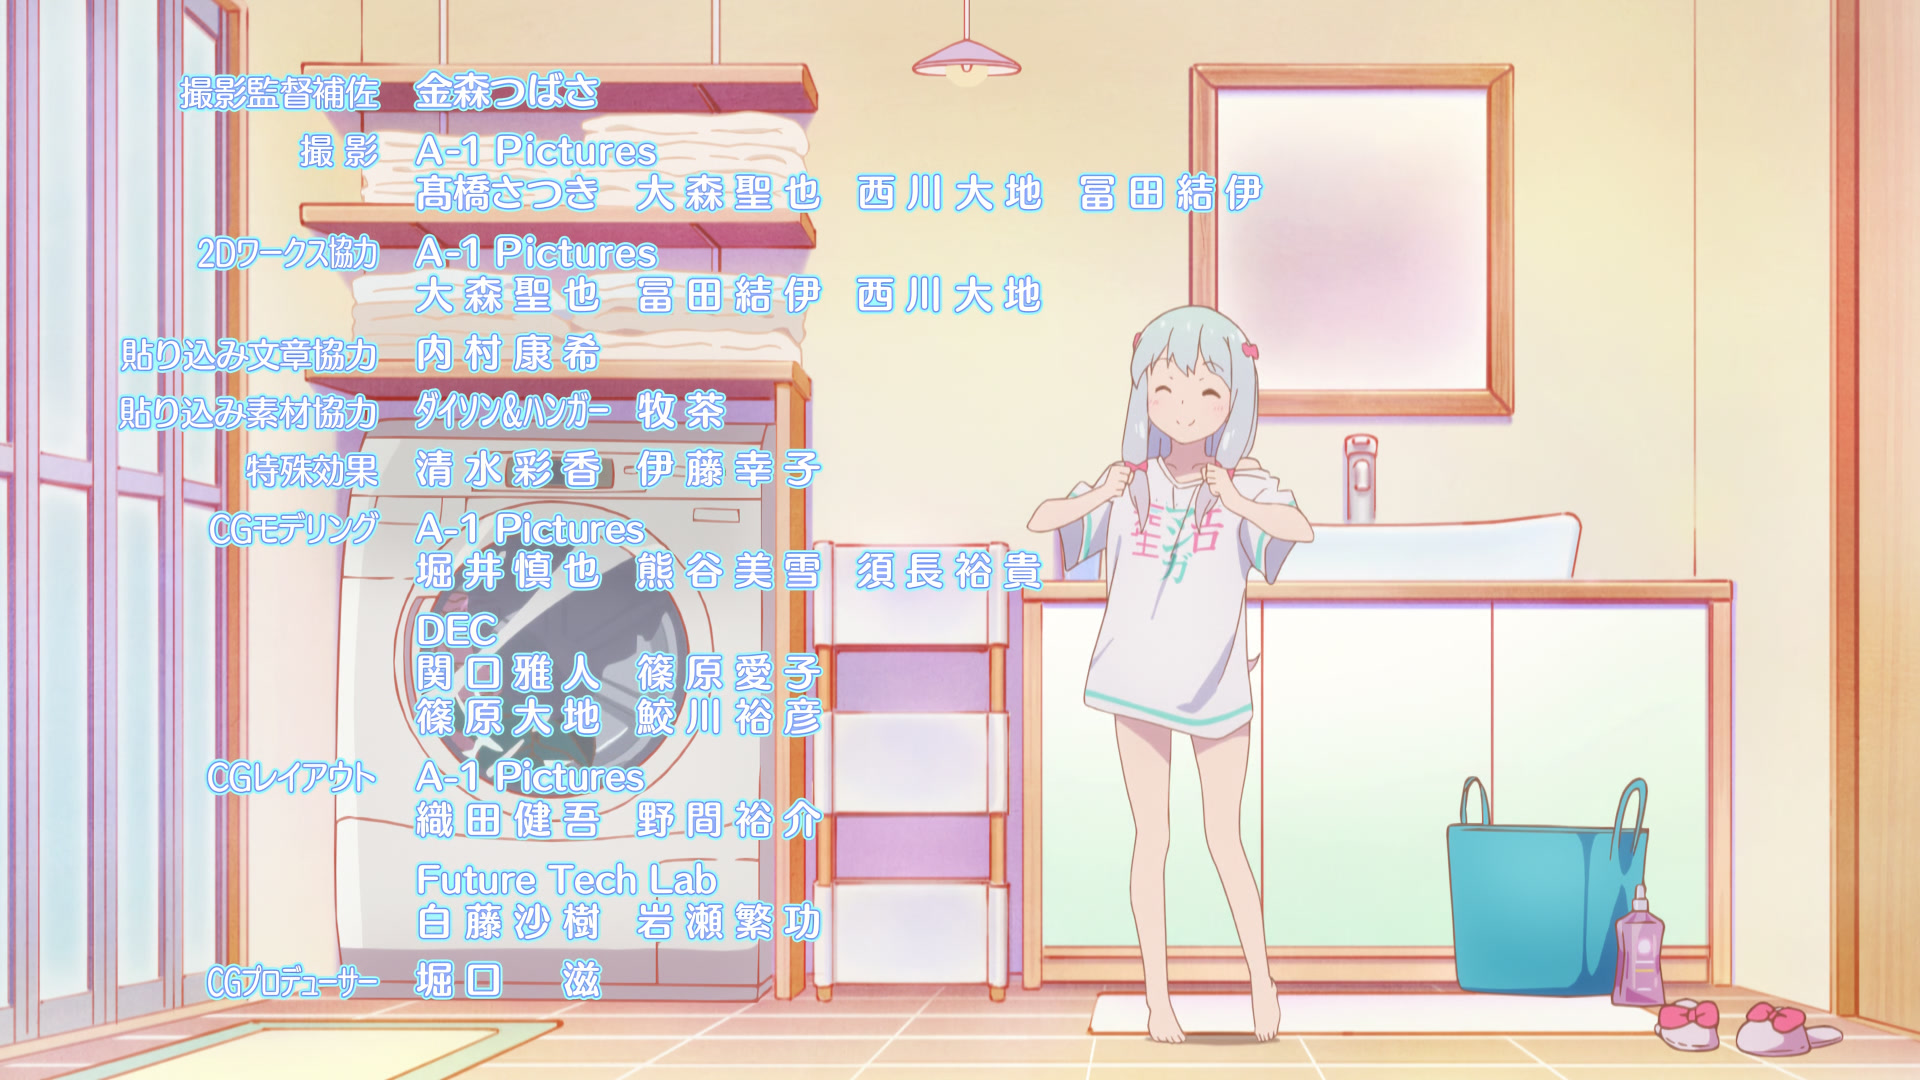 撮影監督補佐 金森つばさ
撮影 A-1 Pictures
髙橋さつき 大森聖也 西川大地 冨田結伊
2Dワークス協力 A-1 Pictures
大森聖也 冨田結伊 西川大地
貼り込み文章協力 内村康希
貼り込み素材協力 ダイソン&ハンガー 牧茶
特殊効果 清水彩香 伊藤幸子
CGモデリング A-1 Pictures
堀井慎也 熊谷美雪 須長裕貴
DEC
関口雅人 篠原愛子
篠原大地 鮫川裕彦
CGレイアウト A-1 Pictures
織田健吾 野間裕介
Future Tech Lab
白藤沙樹 岩瀬繁功
CGプロデューサー 堀口 滋